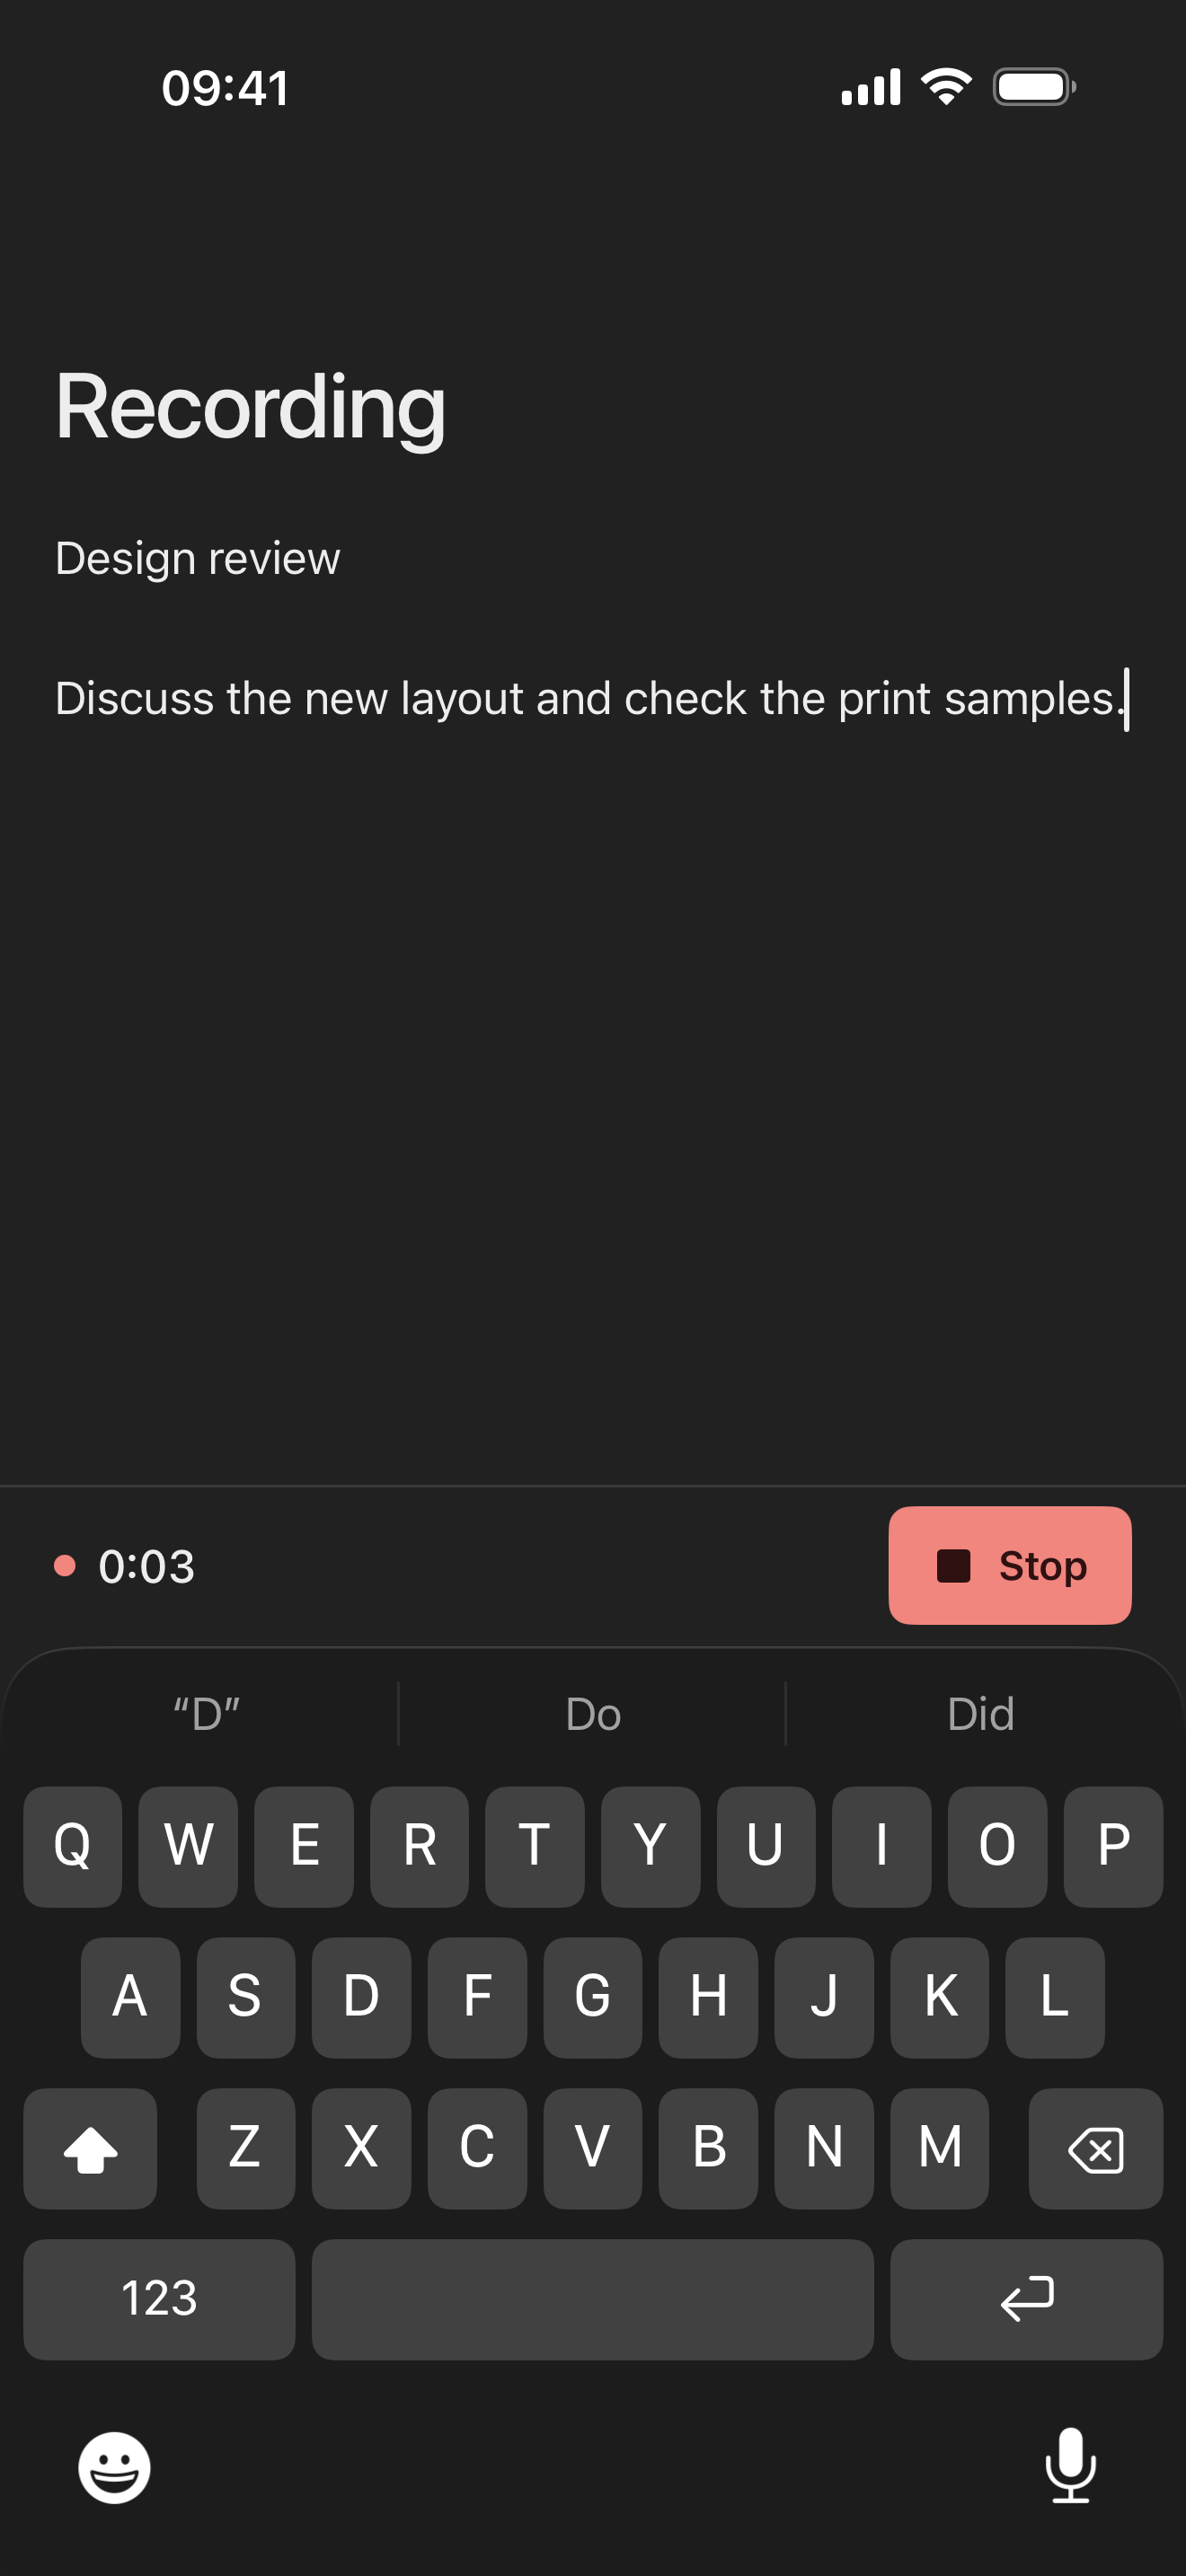 09:41
Recording
Design review
Discuss the new layout and check the print samples.
0:03
Stop
“D”
Do
Did
Q W E R T Y U I O P
A S D F G H J K L
Z X C V B N M
123